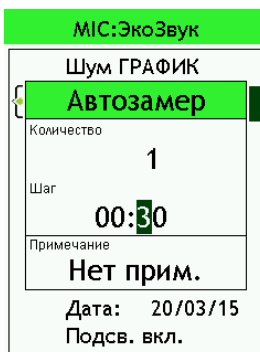 MIC:ЭкоЗвук
Шум ГРАФИК
Автозамер
Количество
1
Шаг
00:30
Примечание
Нет прим.
Дата: 20/03/15
Подсв. вкл.